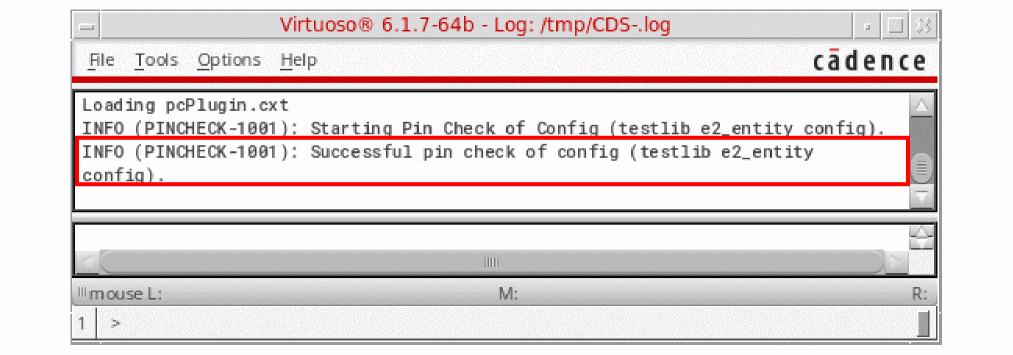 Virtuoso® 6.1.7-64b - Log: /tmp/CDS-.log
File Tools Options Help
cādence
Loading pcPlugin.cxt
INFO (PINCHECK-1001): Starting Pin Check of Config (testlib e2_entity config).
INFO (PINCHECK-1001): Successful pin check of config (testlib e2_entity
config).
mouse L: M: R:
1 >